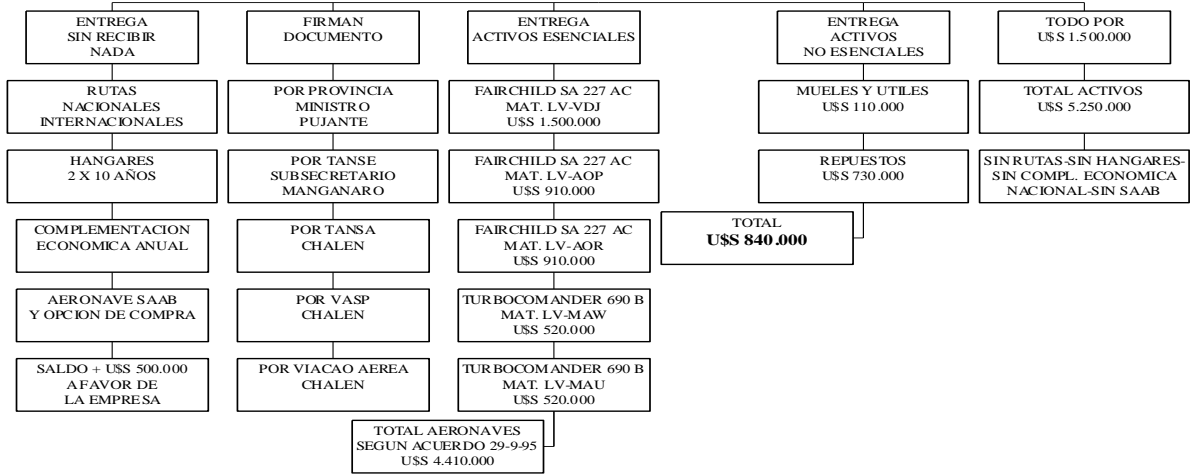 ENTREGA
SIN RECIBIR
NADA
RUTAS
NACIONALES
INTERNACIONALES
HANGARES
2 X 10 AÑOS
COMPLEMENTACION
ECONOMICA ANUAL
AERONAVE SAAB
Y OPCION DE COMPRA
SALDO + U$S 500.000
A FAVOR DE
LA EMPRESA
FIRMAN
DOCUMENTO
POR PROVINCIA
MINISTRO
PUJANTE
POR TANSE
SUBSECRETARIO
MANGANARO
POR TANSA
CHALEN
POR VASP
CHALEN
POR VIACAO AEREA
CHALEN
ENTREGA
ACTIVOS ESENCIALES
FAIRCHILD SA 227 AC
MAT. LV-VDJ
U$S 1.500.000
FAIRCHILD SA 227 AC
MAT. LV-AOP
U$S 910.000
FAIRCHILD SA 227 AC
MAT. LV-AOR
U$S 910.000
TURBOCOMANDER 690 B
MAT. LV-MAW
U$S 520.000
TURBOCOMANDER 690 B
MAT. LV-MAU
U$S 520.000
TOTAL AERONAVES
SEGUN ACUERDO 29-9-95
U$S 4.410.000
ENTREGA
ACTIVOS
NO ESENCIALES
MUELES Y UTILES
U$S 110.000
REPUESTOS
U$S 730.000
TOTAL
U$S 840.000
TODO POR
U$S 1.500.000
TOTAL ACTIVOS
U$S 5.250.000
SIN RUTAS-SIN HANGARES-
SIN COMPL. ECONOMICA
NACIONAL-SIN SAAB